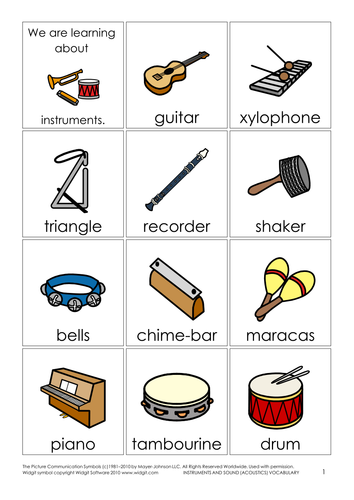 We are learning
about
instruments.
guitar
xylophone
triangle
recorder
shaker
bells
chime-bar
maracas
piano
tambourine
drum
The Picture Communication Symbols (c)1981–2010 by Mayer-Johnson LLC. All Rights Reserved Worldwide. Used with permission.
Widgit symbol copyright Widgit Software 2010 www.widgit.com INSTRUMENTS AND SOUND (ACOUSTICS) VOCABULARY 1